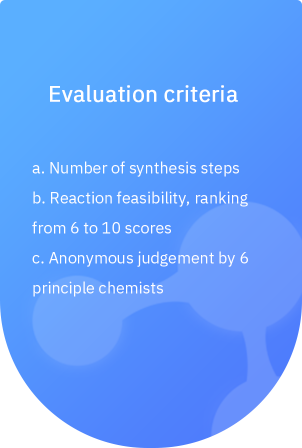 Evaluation criteria
a. Number of synthesis steps
b. Reaction feasibility, ranking
from 6 to 10 scores
c. Anonymous judgement by 6
principle chemists